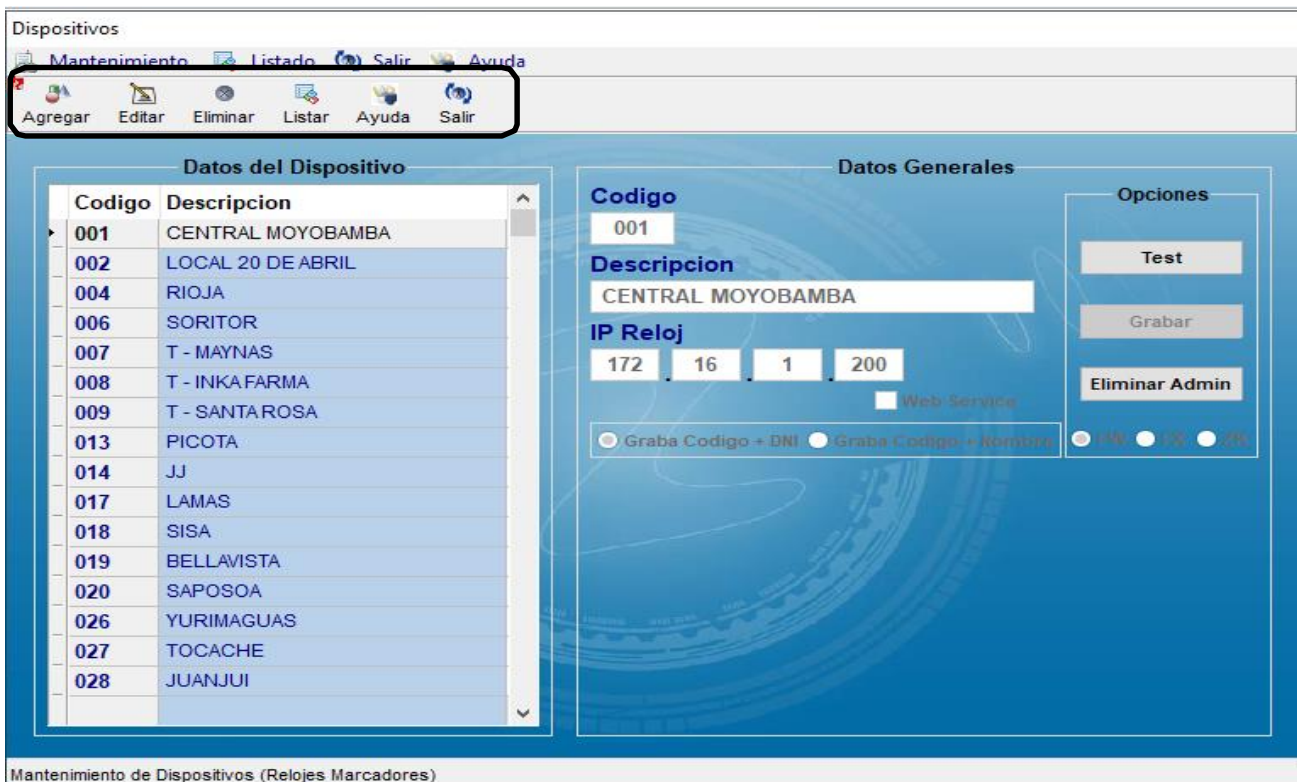 Dispositivos
Mantenimiento Listado Salir Ayuda
Agregar Editar Eliminar Listar Ayuda Salir
Datos del Dispositivo
Codigo Descripcion
001 CENTRAL MOYOBAMBA
002 LOCAL 20 DE ABRIL
004 RIOJA
006 SORITOR
007 T - MAYNAS
008 T - INKAFARMA
009 T - SANTA ROSA
013 PICOTA
014 JJ
017 LAMAS
018 SISA
019 BELLAVISTA
020 SAPOSOA
026 YURIMAGUAS
027 TOCACHE
028 JUANJUI
Datos Generales
Codigo
001
Descripcion
CENTRAL MOYOBAMBA
IP Reloj
172 . 16 . 1 . 200
Web Service
Graba Codigo + DNI Graba Codigo + Nombre
Opciones
Test
Grabar
Eliminar Admin
Mantenimiento de Dispositivos (Relojes Marcadores)